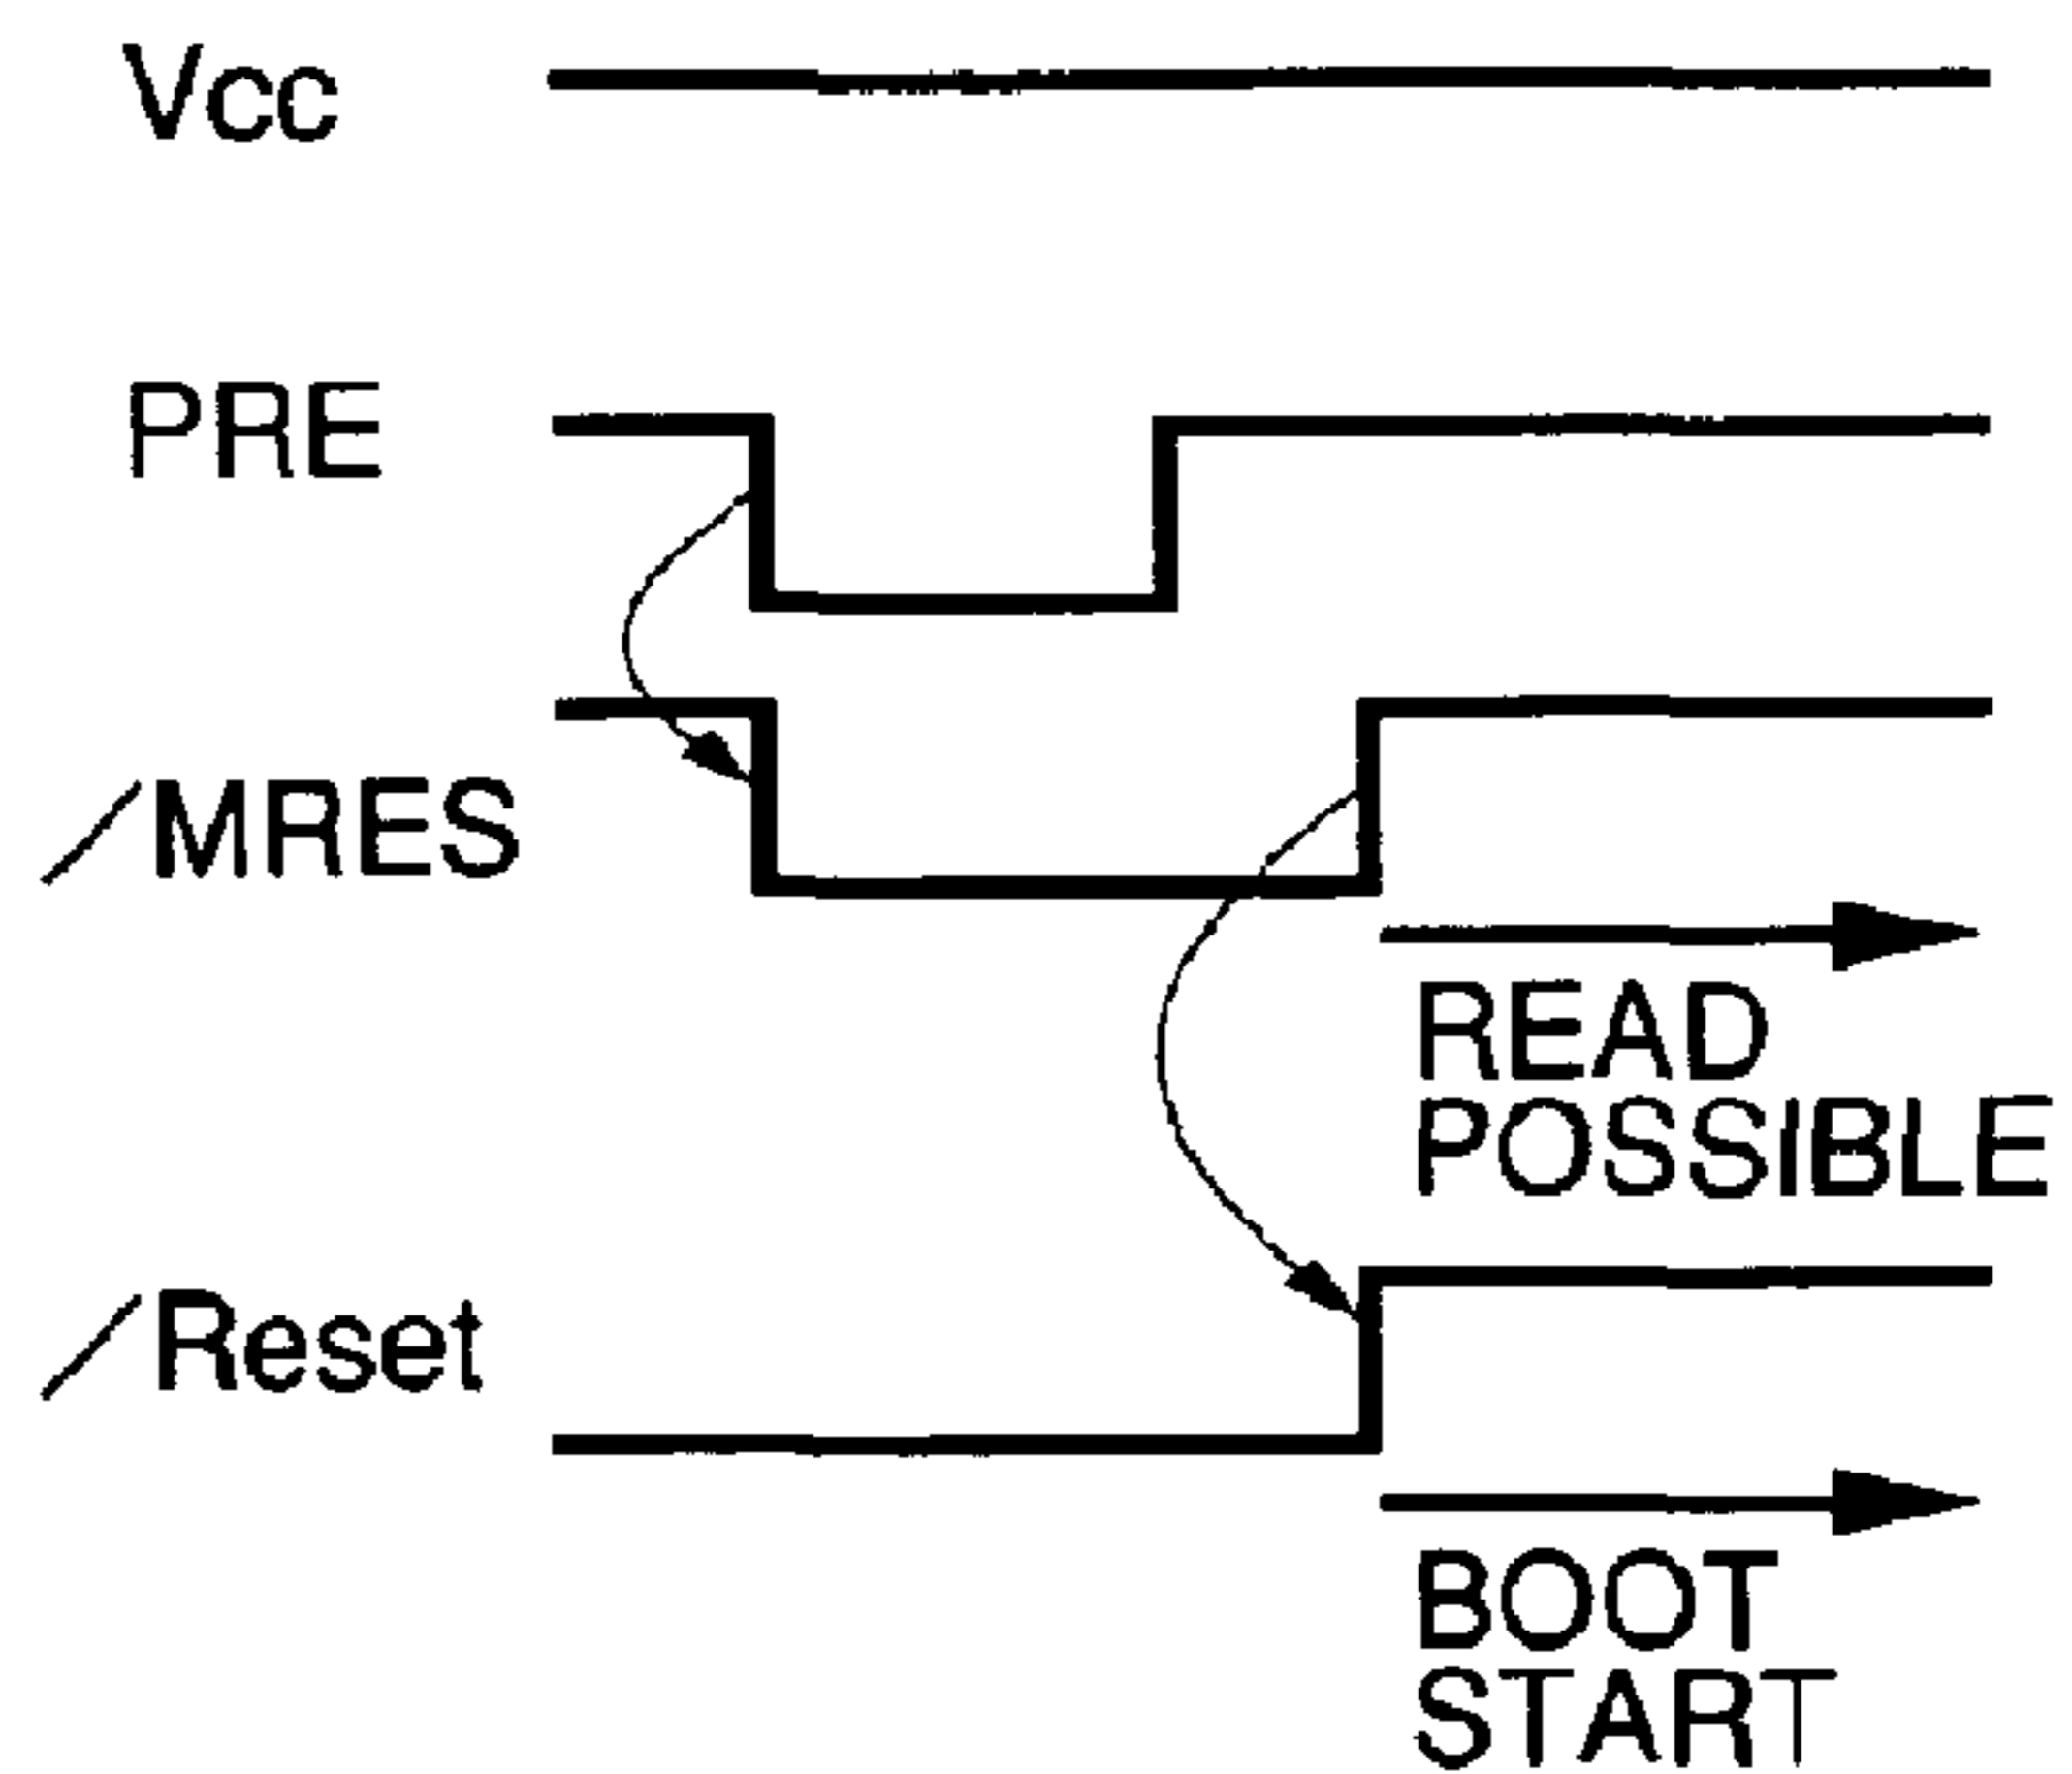 Vcc
PRE
/MRES
READ
POSSIBLE
/Reset
BOOT
START